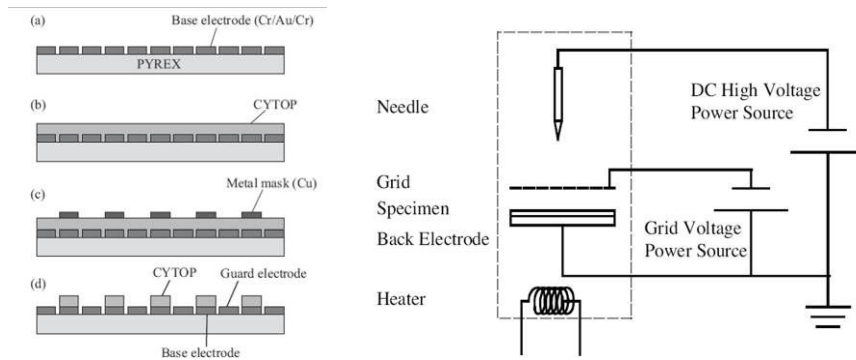 (a)
Base electrode (Cr/Au/Cr)
PYREX
(b)
CYTOP
(c)
Metal mask (Cu)
(d)
CYTOP
Guard electrode
Base electrode
Needle
DC High Voltage
Power Source
Grid
Specimen
Back Electrode
Grid Voltage
Power Source
Heater